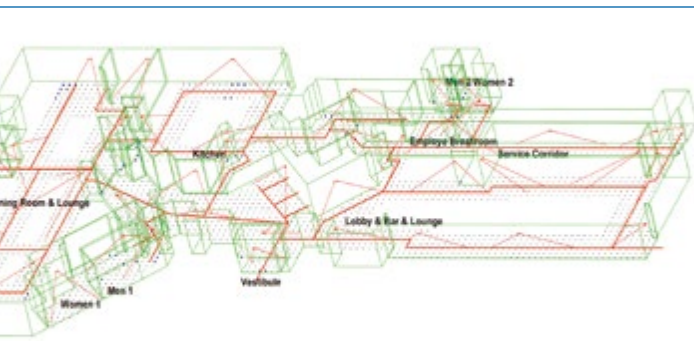 Men 2 Women 2
Employe Breakroom
Service Corridor
Kitchen
ning Room & Lounge
Lobby & Bar & Lounge
Vestibule
Men 1
Women 1